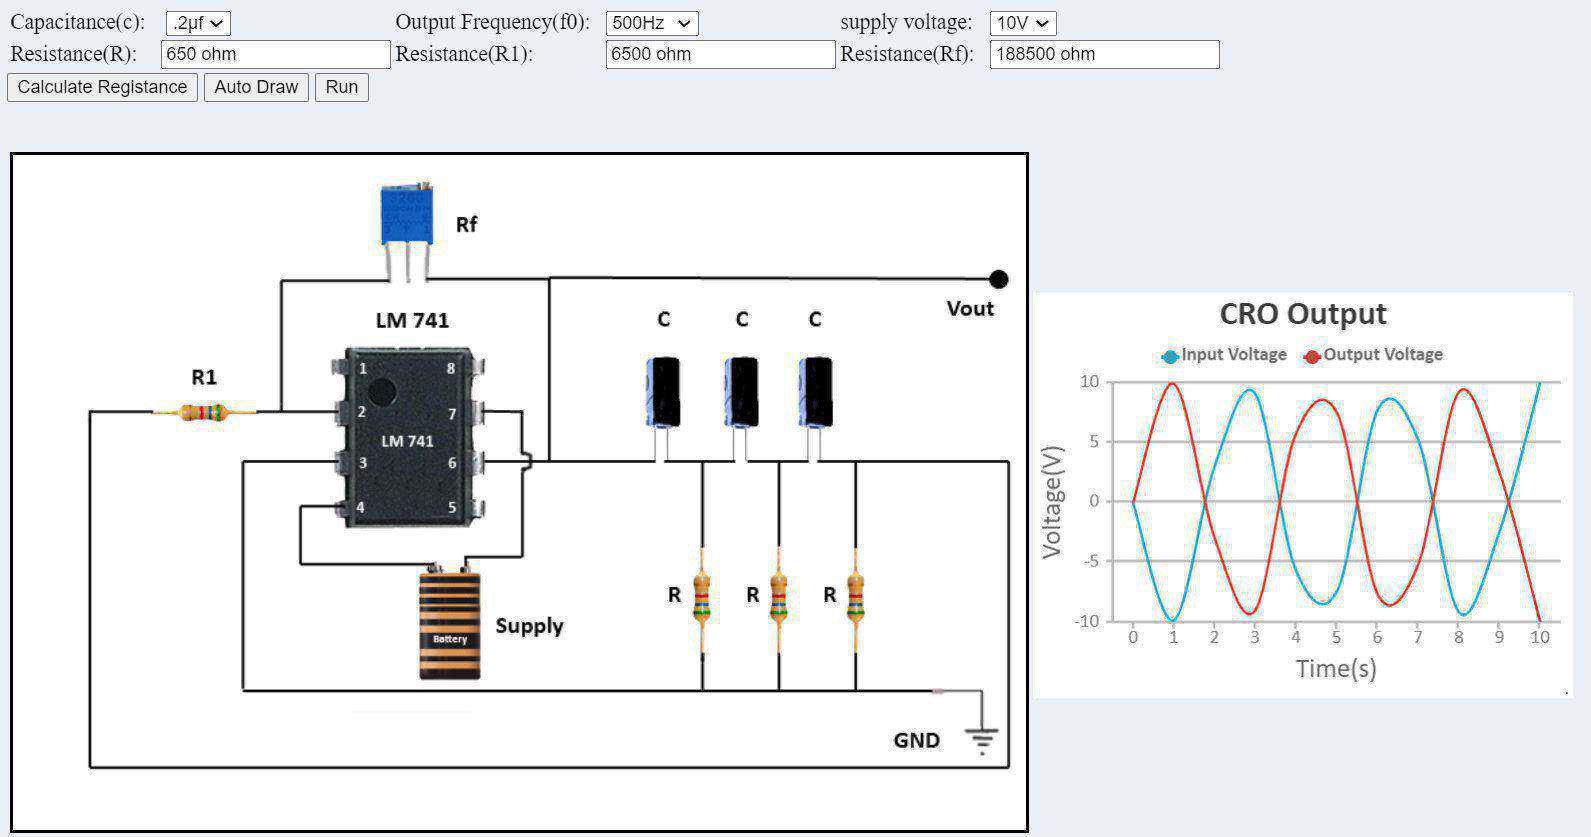 Capacitance(c): .2µf Output Frequency(f0): 500Hz supply voltage: 10V
Resistance(R): 650 ohm Resistance(R1): 6500 ohm Resistance(Rf): 188500 ohm
Calculate Registance Auto Draw Run
Rf
Vout
LM 741
C C C
R1
1 8
2 7
LM 741
3 6
4 5
R R R
Battery
Supply
GND
CRO Output
Input Voltage Output Voltage
10
5
0
-5
-10
Voltage(V)
0 1 2 3 4 5 6 7 8 9 10
Time(s)